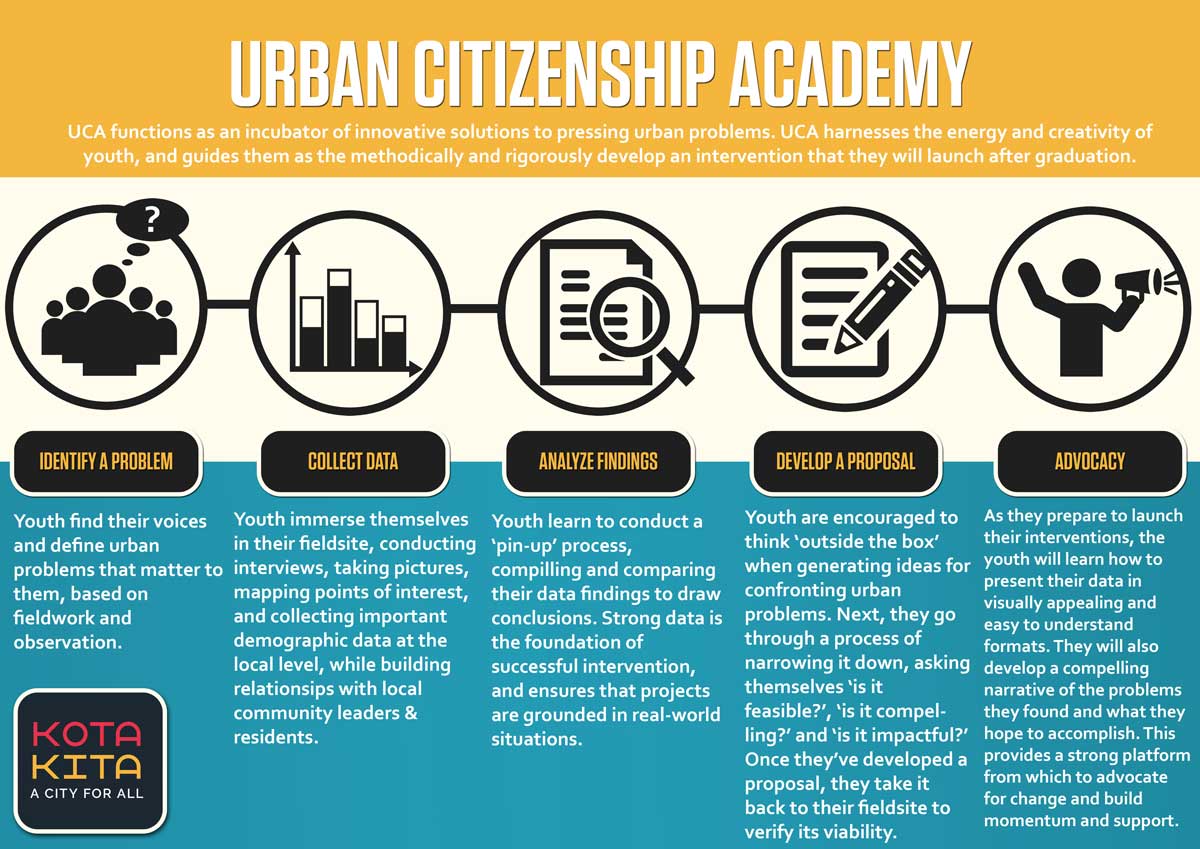 URBAN CITIZENSHIP ACADEMY
UCA functions as an incubator of innovative solutions to pressing urban problems. UCA harnesses the energy and creativity of
youth, and guides them as the methodically and rigorously develop an intervention that they will launch after graduation.
?
IDENTIFY A PROBLEM
Youth find their voices
and define urban
problems that matter to
them, based on
fieldwork and
observation.
COLLECT DATA
Youth immerse themselves
in their fieldsite, conducting
interviews, taking pictures,
mapping points of interest,
and collecting important
demographic data at the
local level, while building
relationsips with local
community leaders &
residents.
ANALYZE FINDINGS
Youth learn to conduct a
‘pin-up’ process,
compilling and comparing
their data findings to draw
conclusions. Strong data is
the foundation of
successful intervention,
and ensures that projects
are grounded in real-world
situations.
DEVELOP A PROPOSAL
Youth are encouraged to
think ‘outside the box’
when generating ideas for
confronting urban
problems. Next, they go
through a process of
narrowing it down, asking
themselves ‘is it
feasible?’, ‘is it compel-
ling?’ and ‘is it impactful?’
Once they’ve developed a
proposal, they take it
back to their fieldsite to
verify its viability.
ADVOCACY
As they prepare to launch
their interventions, the
youth will learn how to
present their data in
visually appealing and
easy to understand
formats. They will also
develop a compelling
narrative of the problems
they found and what they
hope to accomplish. This
provides a strong platform
from which to advocate
for change and build
momentum and support.
KOTA
KITA
A CITY FOR ALL